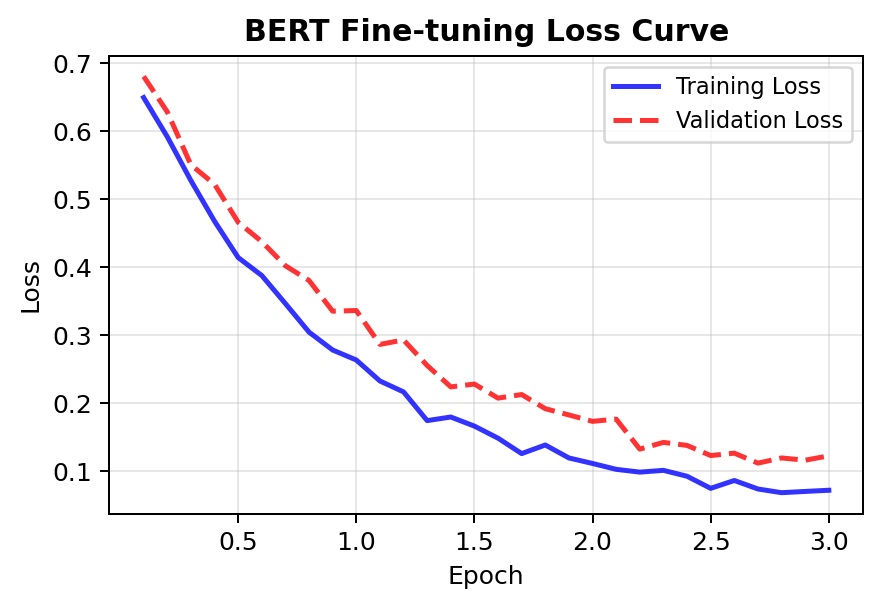 BERT Fine-tuning Loss Curve
Training Loss
Validation Loss
0.7
0.6
0.5
0.4
0.3
0.2
0.1
Loss
0.5 1.0 1.5 2.0 2.5 3.0
Epoch